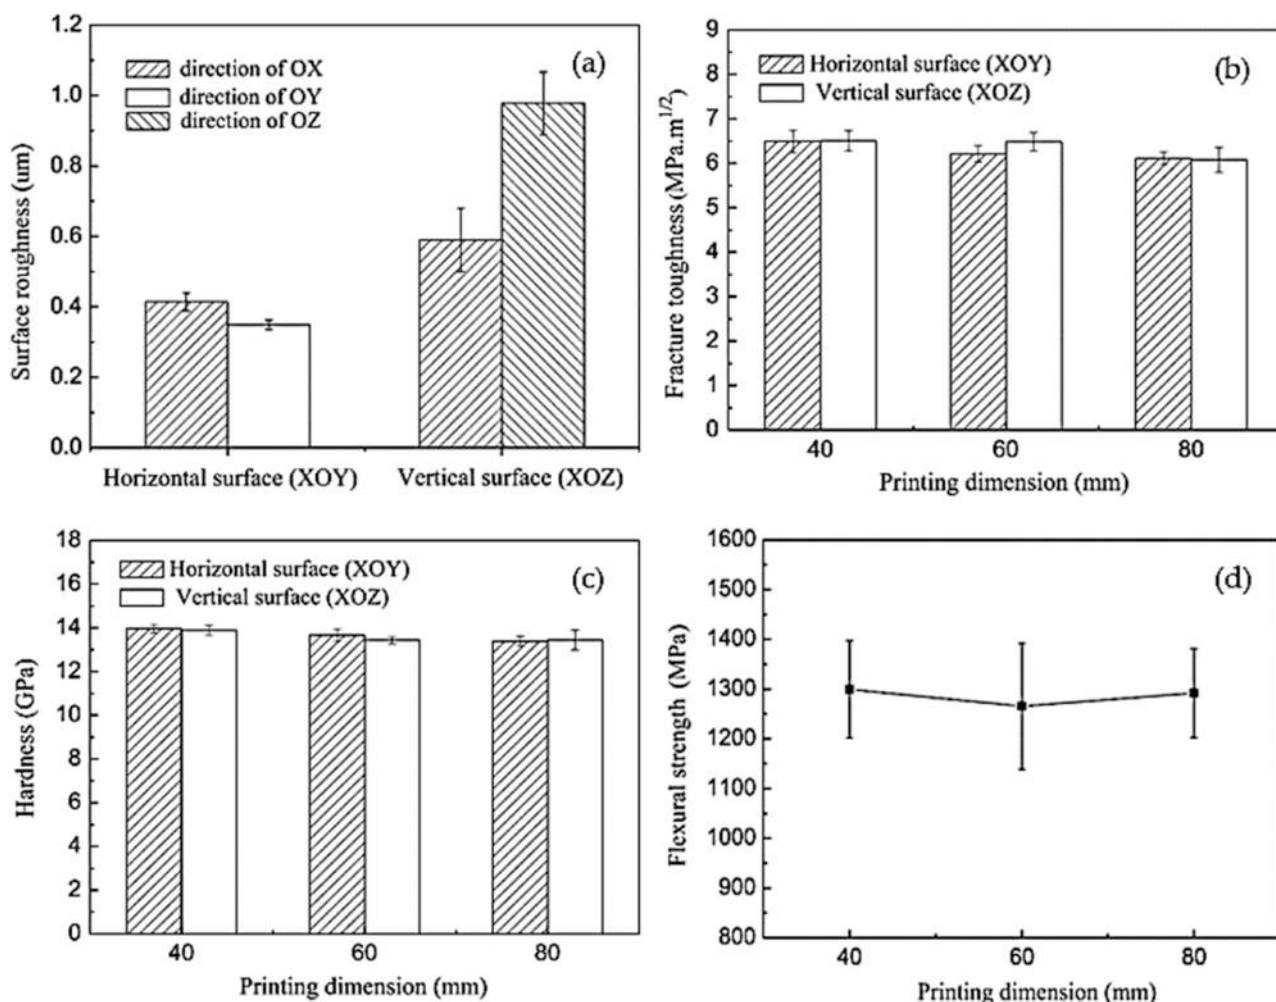 (a)
direction of OX
direction of OY
direction of OZ
Surface roughness (um)
1.2
1.0
0.8
0.6
0.4
0.2
0.0
Horizontal surface (XOY)
Vertical surface (XOZ)
(b)
Horizontal surface (XOY)
Vertical surface (XOZ)
Fracture toughness (MPa.m1/2)
9
8
7
6
5
4
3
2
1
0
40 60 80
Printing dimension (mm)
(c)
Horizontal surface (XOY)
Vertical surface (XOZ)
Hardness (GPa)
18
16
14
12
10
8
6
4
2
0
40 60 80
Printing dimension (mm)
(d)
Flexural strength (MPa)
1600
1500
1400
1300
1200
1100
1000
900
800
40 60 80
Printing dimension (mm)